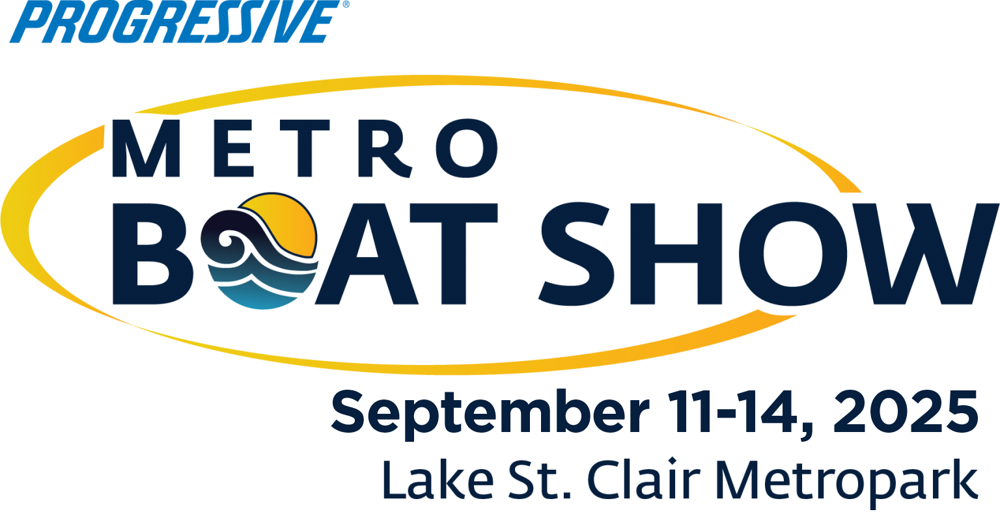 PROGRESSIVE®
METRO
BOAT SHOW
September 11-14, 2025
Lake St. Clair Metropark